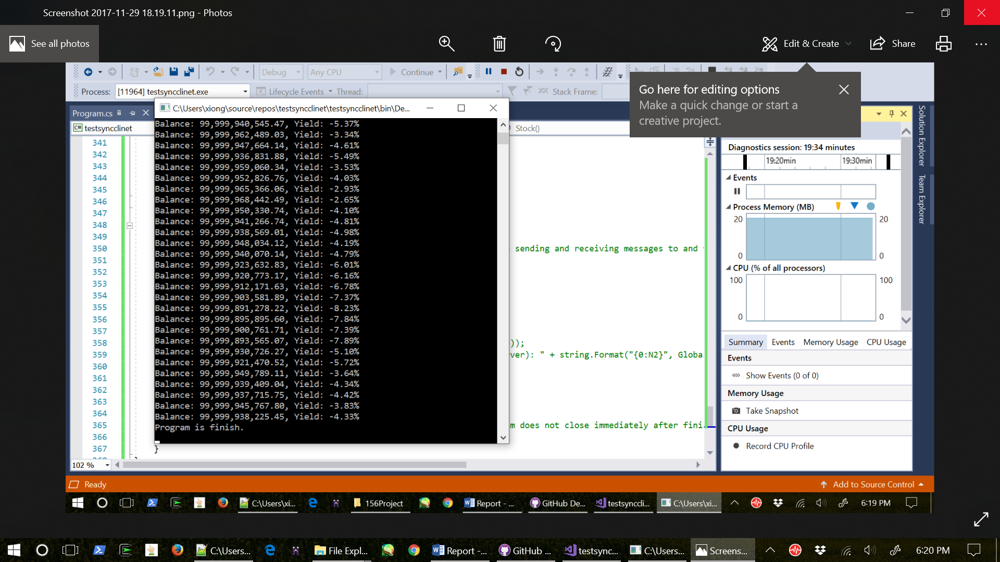 Screenshot 2017-11-29 18.19.11.png - Photos
See all photos
Edit & Create
Share
Go here for editing options
Make a quick change or start a
creative project.
Debug
Any CPU
Continue
Process: [11964] testsyncclinet.exe
Lifecycle Events
Thread:
Stack Frame:
Program.cs
C:\Users\xiong\source\repos\testsyncclinet\testsyncclinet\bin\De...
C# testsyncclinet
Stock()
341
342
343
344
345
346
347
348
349
350
351
352
353
354
355
356
357
358
359
360
361
362
363
364
365
366
367
Balance: 99,999,940,545.47, Yield: -5.37%
Balance: 99,999,962,489.03, Yield: -3.34%
Balance: 99,999,947,664.14, Yield: -4.61%
Balance: 99,999,936,831.88, Yield: -5.49%
Balance: 99,999,959,060.34, Yield: -3.53%
Balance: 99,999,952,826.76, Yield: -4.03%
Balance: 99,999,965,366.06, Yield: -2.93%
Balance: 99,999,968,442.49, Yield: -2.65%
Balance: 99,999,950,330.74, Yield: -4.10%
Balance: 99,999,941,266.74, Yield: -4.81%
Balance: 99,999,938,569.01, Yield: -4.98%
Balance: 99,999,948,034.12, Yield: -4.19%
Balance: 99,999,940,070.14, Yield: -4.79%
Balance: 99,999,923,632.83, Yield: -6.01%
Balance: 99,999,920,773.17, Yield: -6.16%
Balance: 99,999,912,171.63, Yield: -6.78%
Balance: 99,999,903,581.89, Yield: -7.37%
Balance: 99,999,891,278.22, Yield: -8.23%
Balance: 99,999,895,895.60, Yield: -7.84%
Balance: 99,999,900,761.71, Yield: -7.39%
Balance: 99,999,893,565.07, Yield: -7.89%
Balance: 99,999,930,726.27, Yield: -5.10%
Balance: 99,999,921,470.52, Yield: -5.72%
Balance: 99,999,949,789.11, Yield: -3.64%
Balance: 99,999,939,409.04, Yield: -4.34%
Balance: 99,999,937,715.75, Yield: -4.42%
Balance: 99,999,945,767.80, Yield: -3.83%
Balance: 99,999,938,225.45, Yield: -4.33%
Program is finish.
sending and receiving messages to and
));
ver): " + string.Format("{0:N2}", Globa
m does not close immediately after fini
}
102 %
Diagnostics session: 19:34 minutes
19:20min
19:30min
Events
Process Memory (MB)
20
20
0
0
CPU (% of all processors)
100
100
0
0
Summary
Events
Memory Usage
CPU Usage
Events
Show Events (0 of 0)
Memory Usage
Take Snapshot
CPU Usage
Record CPU Profile
Solution Explorer
Team Explorer
Ready
Add to Source Control
C:\Users\xi...
156Project
Report - ...
GitHub De...
testsynccli...
C:\Users\xi...
6:19 PM
C:\Users...
File Expl...
Report -...
GitHub ...
testsync...
C:\Users...
Screens...
6:20 PM